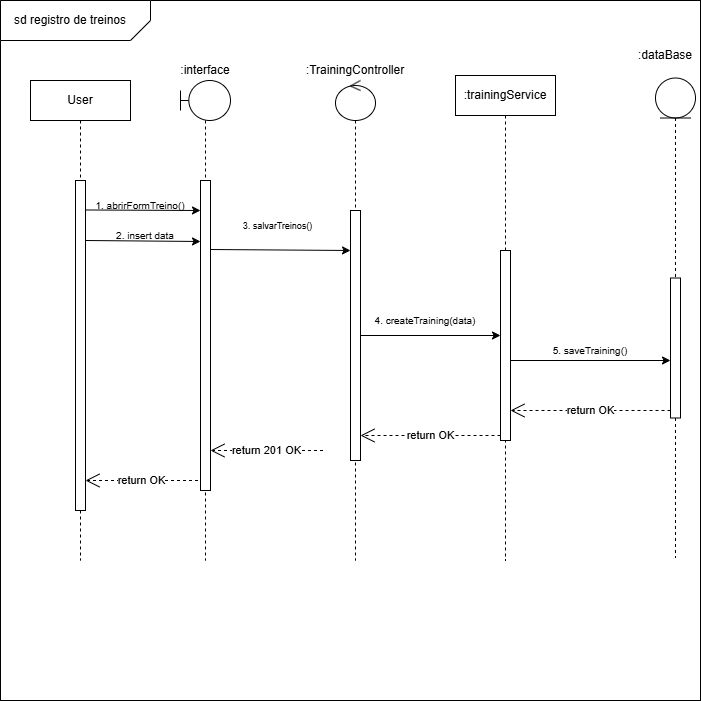 sd registro de treinos
:dataBase
:interface
:TrainingController
User
:trainingService
1. abrirFormTreino()
3. salvarTreinos()
2. insert data
4. createTraining(data)
5. saveTraining()
return OK
return OK
return 201 OK
return OK